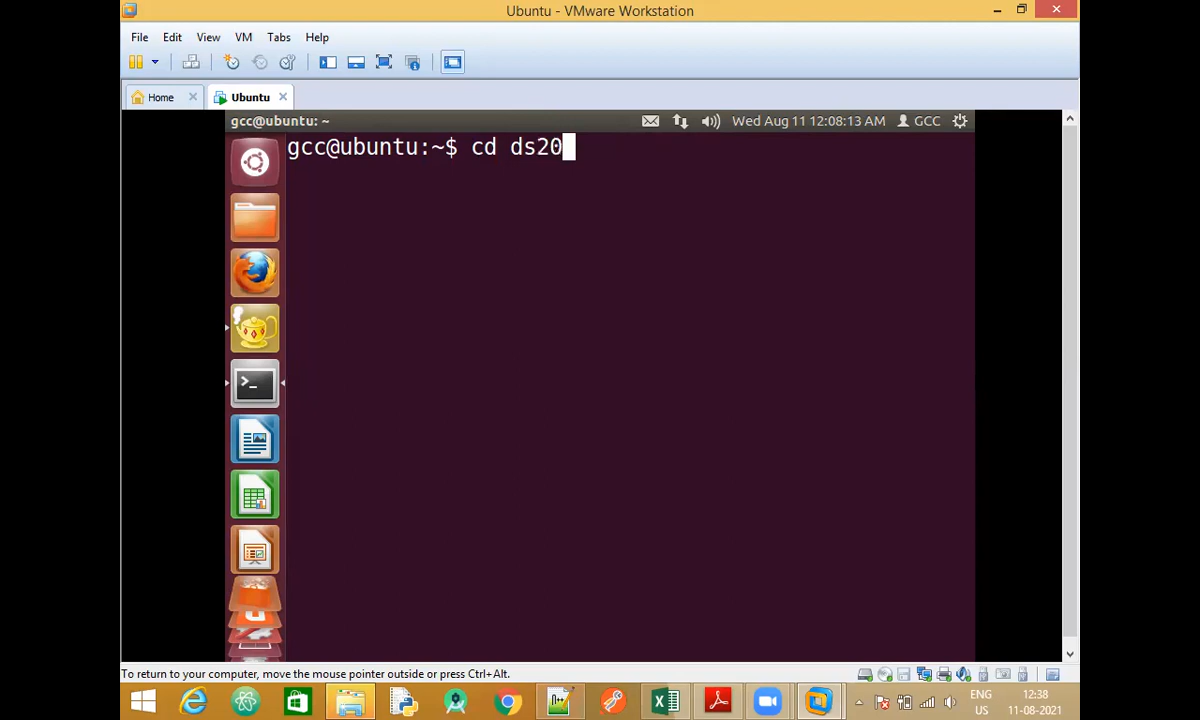 Ubuntu - VMware Workstation
File Edit View VM Tabs Help
Home Ubuntu
gcc@ubuntu: ~ Wed Aug 11 12:08:13 AM GCC
gcc@ubuntu:~$ cd ds20
To return to your computer, move the mouse pointer outside or press Ctrl+Alt.
ENG 12:38
US 11-08-2021